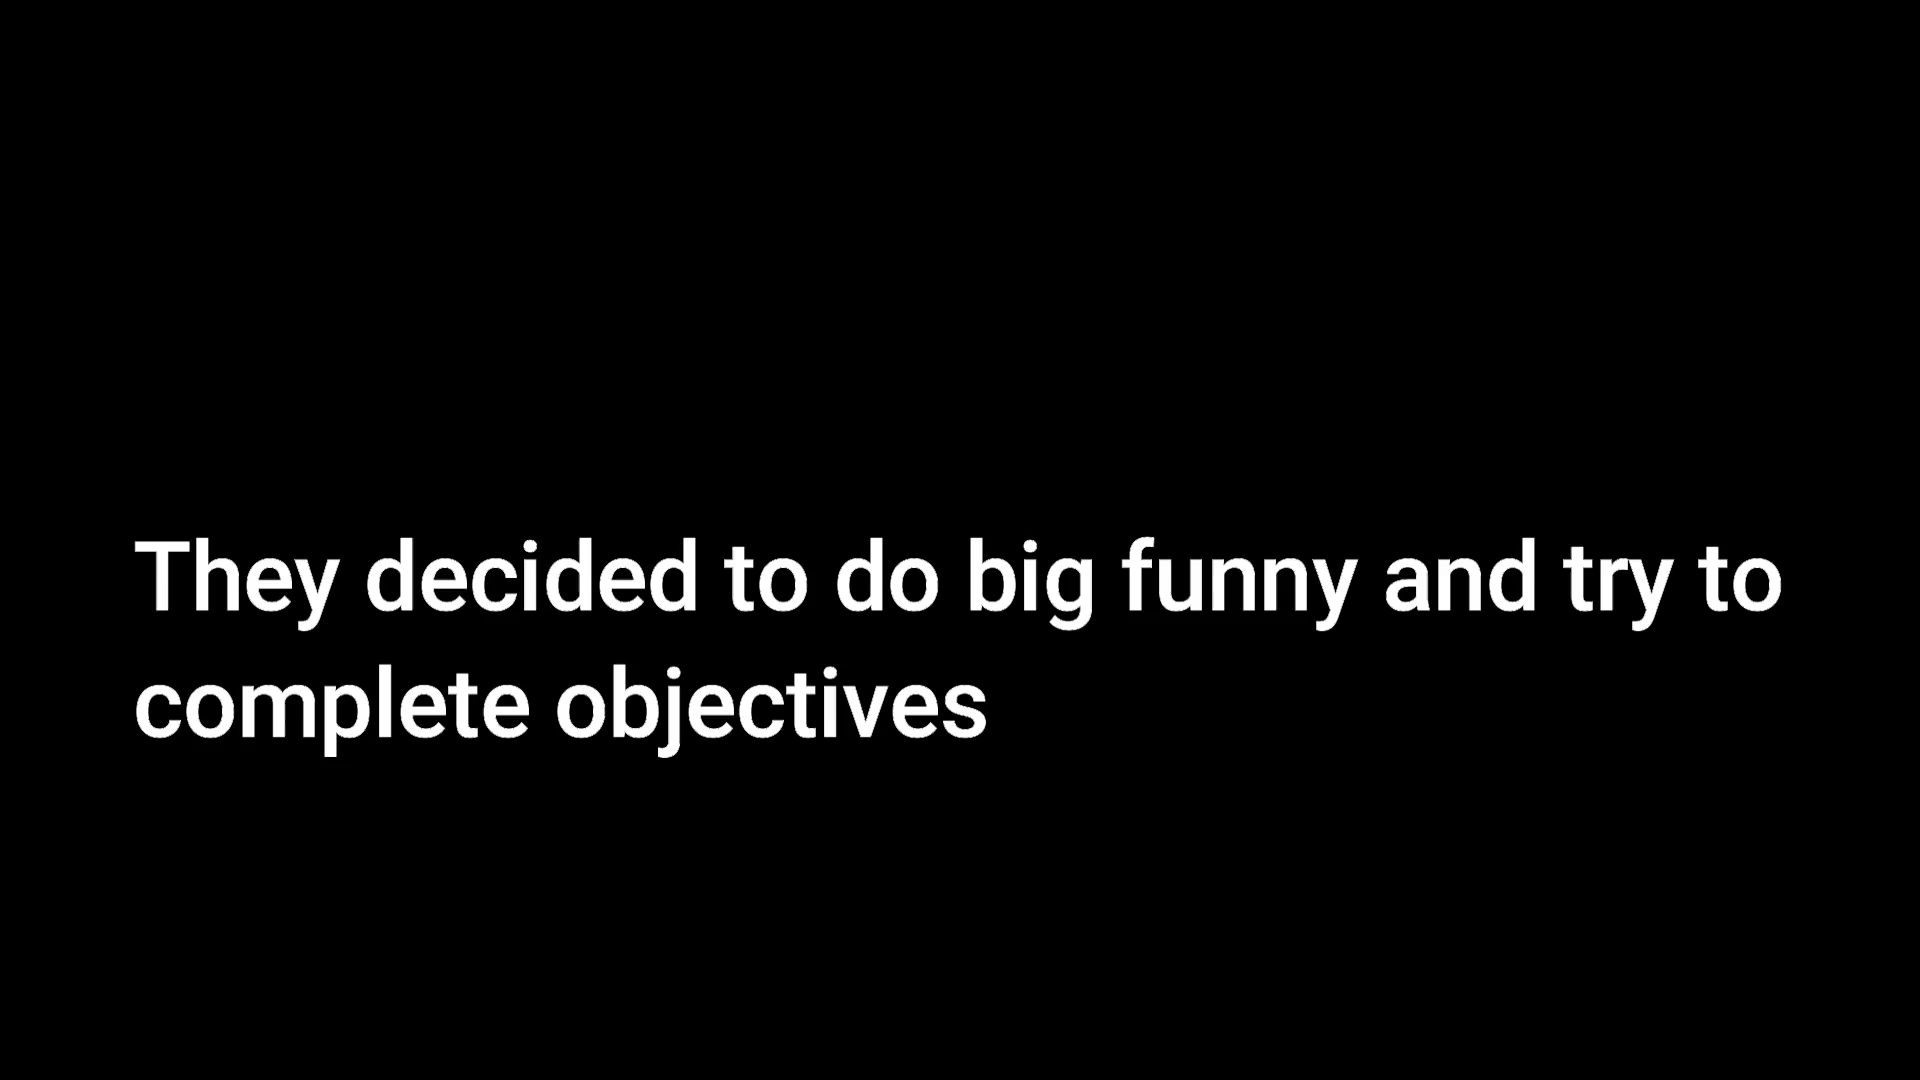 They decided to do big funny and try to
complete objectives